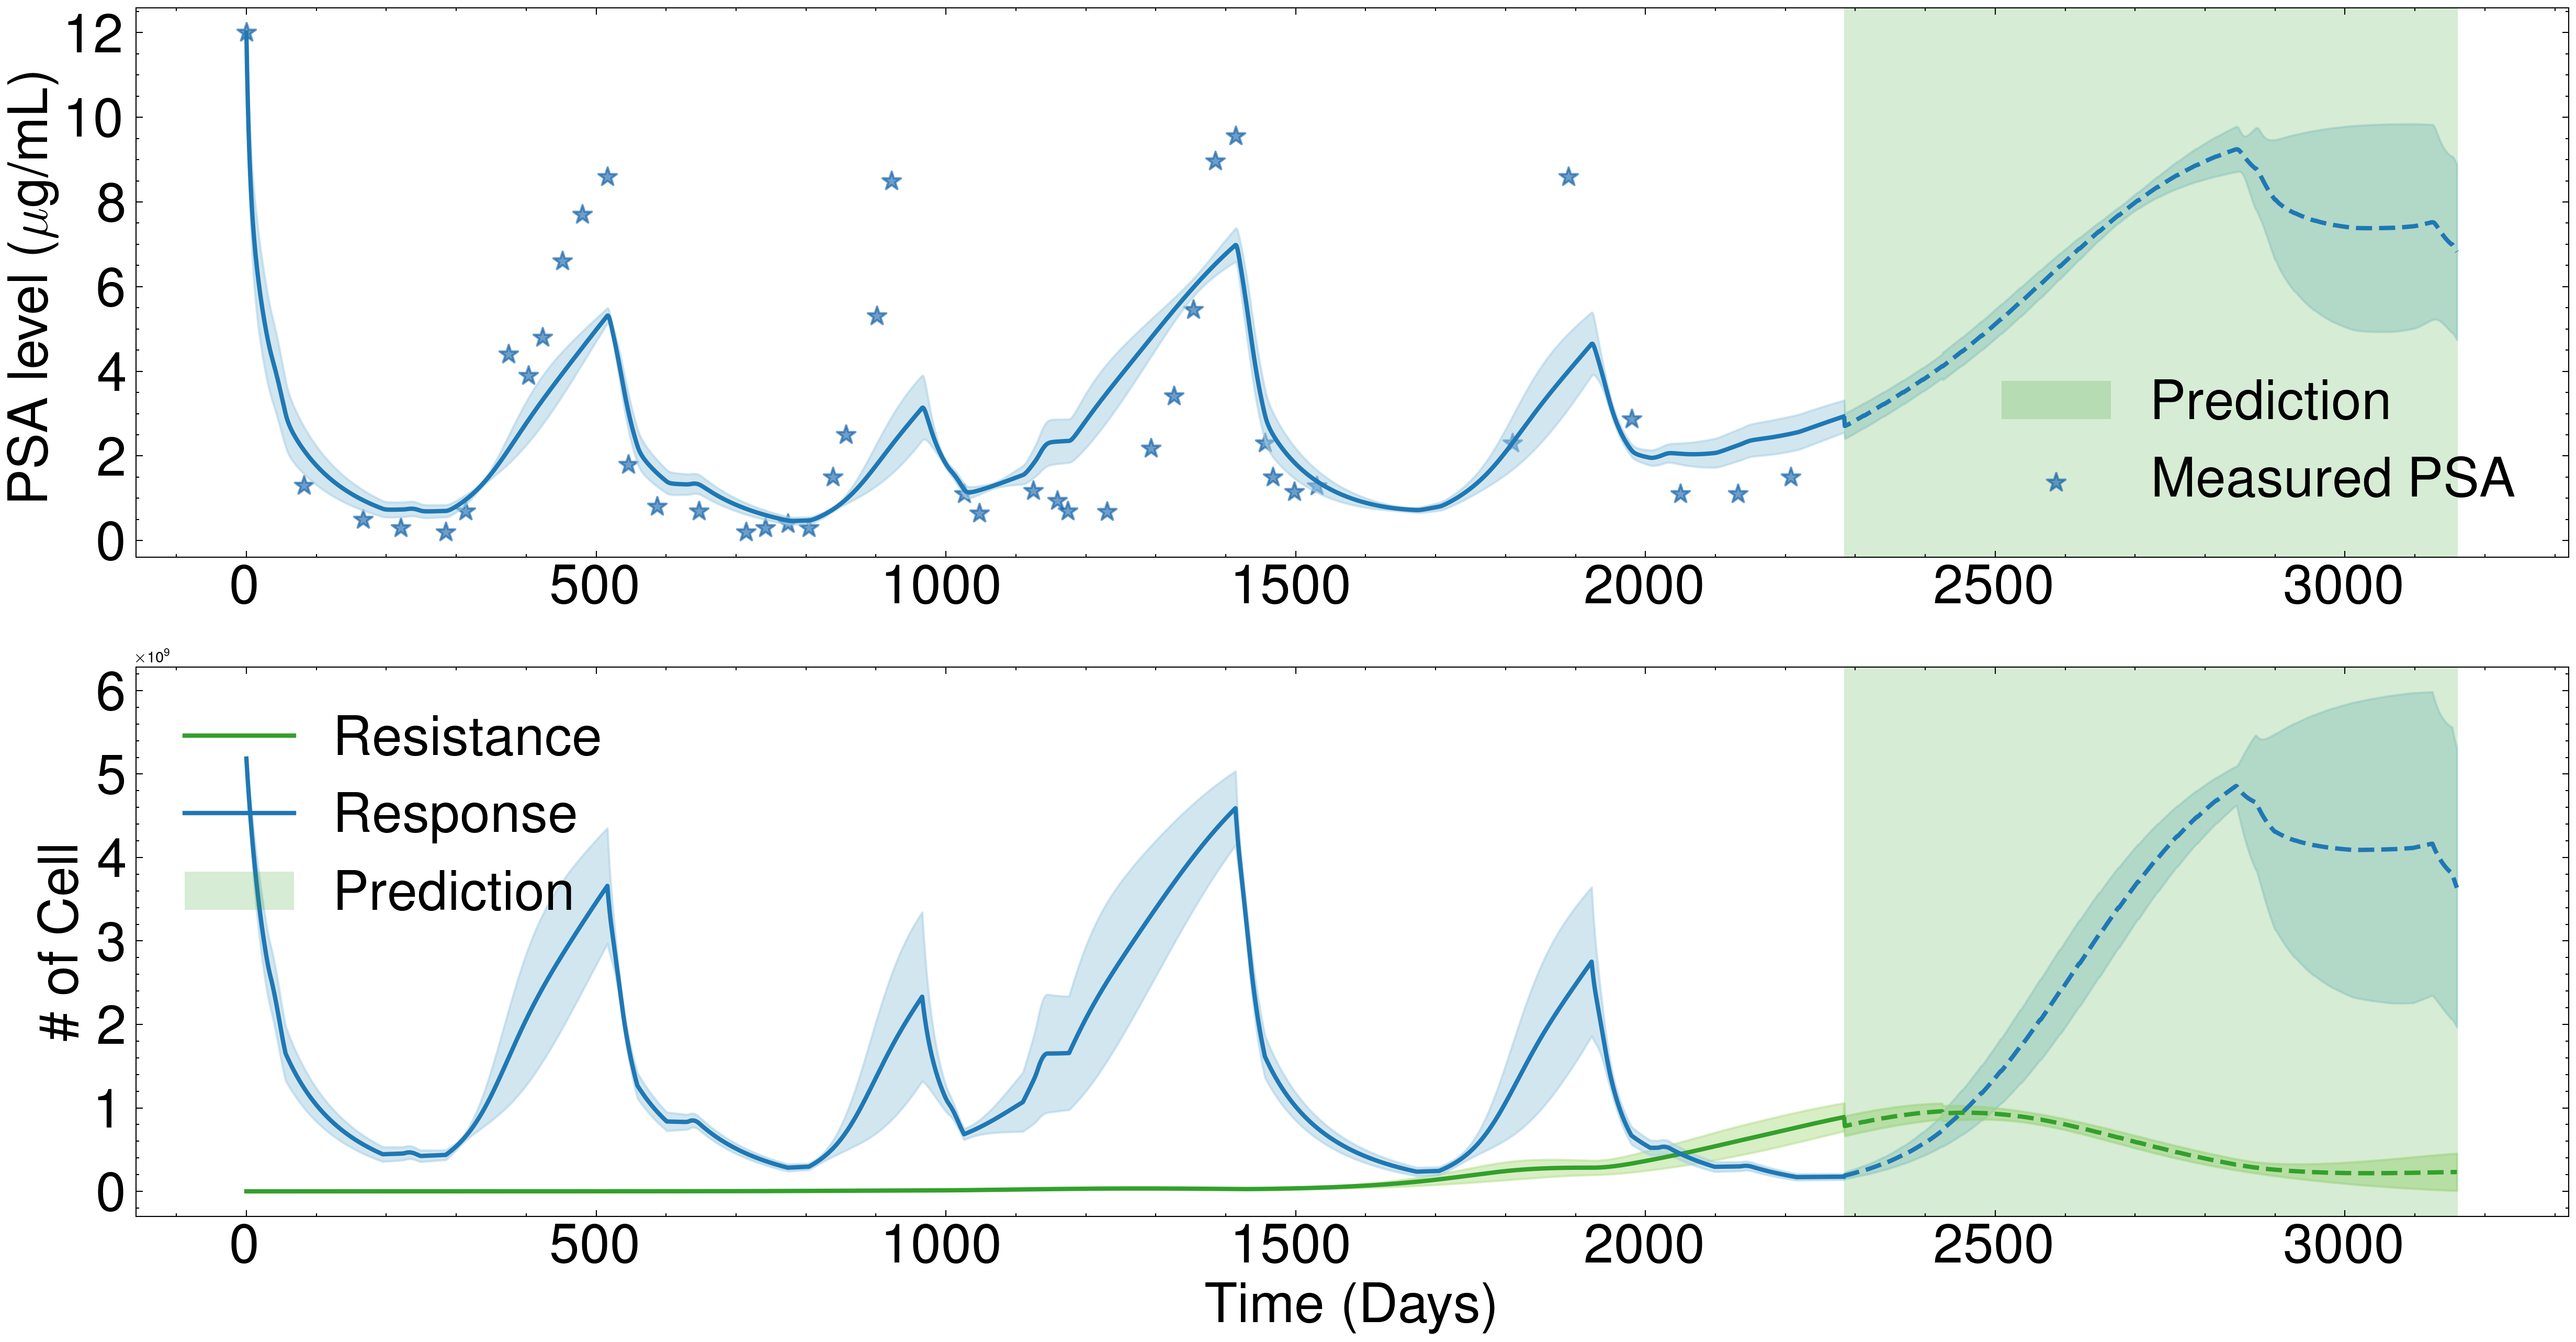 PSA level (μg/mL)
12
10
8
6
4
2
0
Prediction
Measured PSA
0 500 1000 1500 2000 2500 3000
×10⁹
# of Cell
6
5
4
3
2
1
0
Resistance
Response
Prediction
0 500 1000 1500 2000 2500 3000
Time (Days)